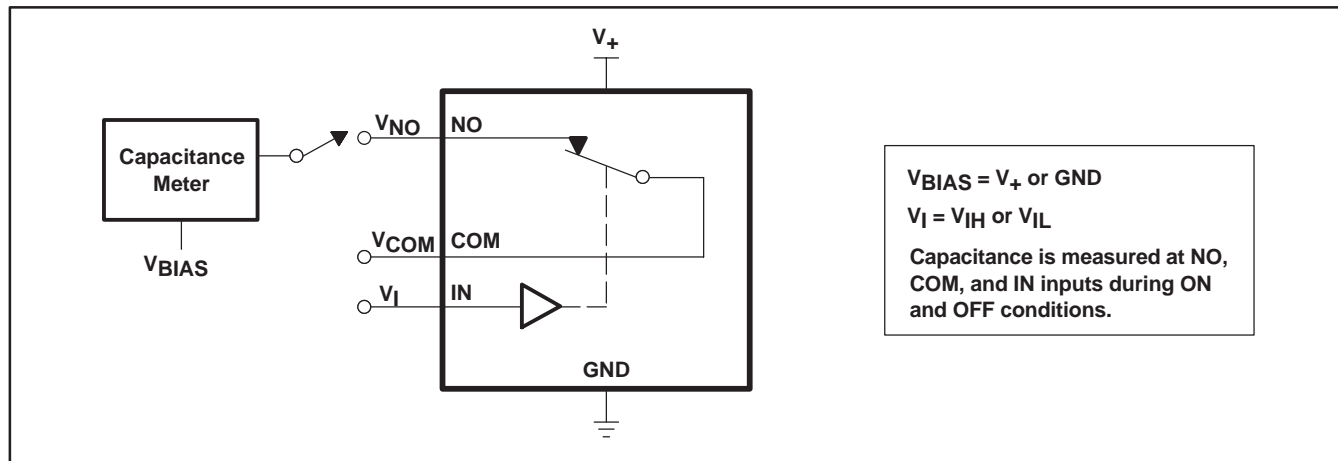 V+
Capacitance
Meter
VBIAS
VNO
NO
VCOM
COM
VI
IN
GND
VBIAS = V+ or GND
VI = VIH or VIL
Capacitance is measured at NO,
COM, and IN inputs during ON
and OFF conditions.